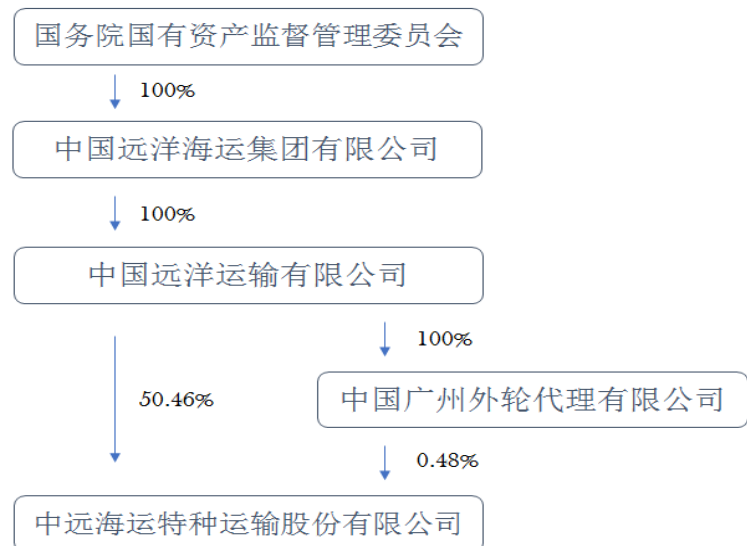 国务院国有资产监督管理委员会
100%
中国远洋海运集团有限公司
100%
中国远洋运输有限公司
100%
50.46%
中国广州外轮代理有限公司
0.48%
中远海运特种运输股份有限公司